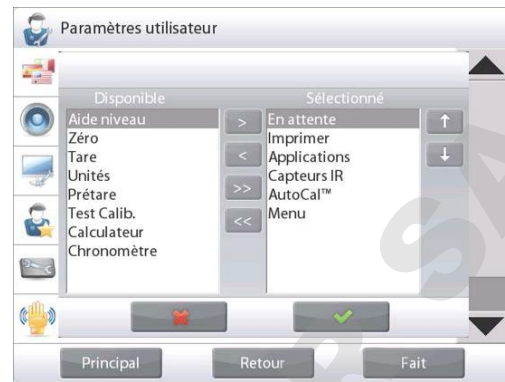 Paramètres utilisateur
Disponible
Sélectionné
Aide niveau
Zéro
Tare
Unités
Prétare
Test Calib.
Calculateur
Chronomètre
>
<
>>
<<
En attente
Imprimer
Applications
Capteurs IR
AutoCal™
Menu
Principal
Retour
Fait